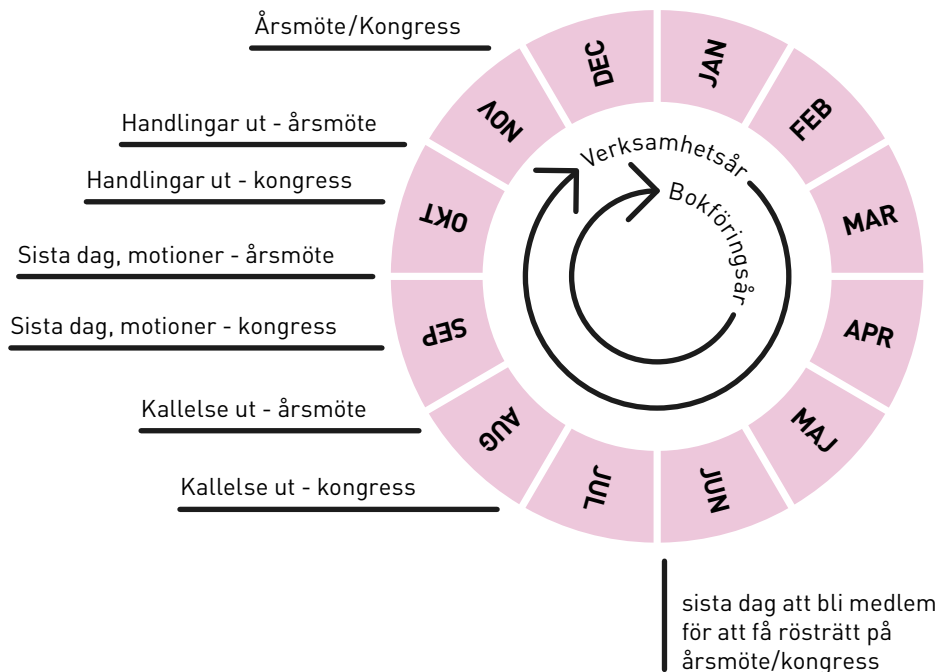 Årsmöte/Kongress
Handlingar ut - årsmöte
Handlingar ut - kongress
Sista dag, motioner - årsmöte
Sista dag, motioner - kongress
Kallelse ut - årsmöte
Kallelse ut - kongress
JAN
FEB
MAR
APR
MAJ
JUN
JUL
AUG
SEP
OKT
NOV
DEC
Verksamhetsår
Bokföringsår
sista dag att bli medlem
för att få rösträtt på
årsmöte/kongress